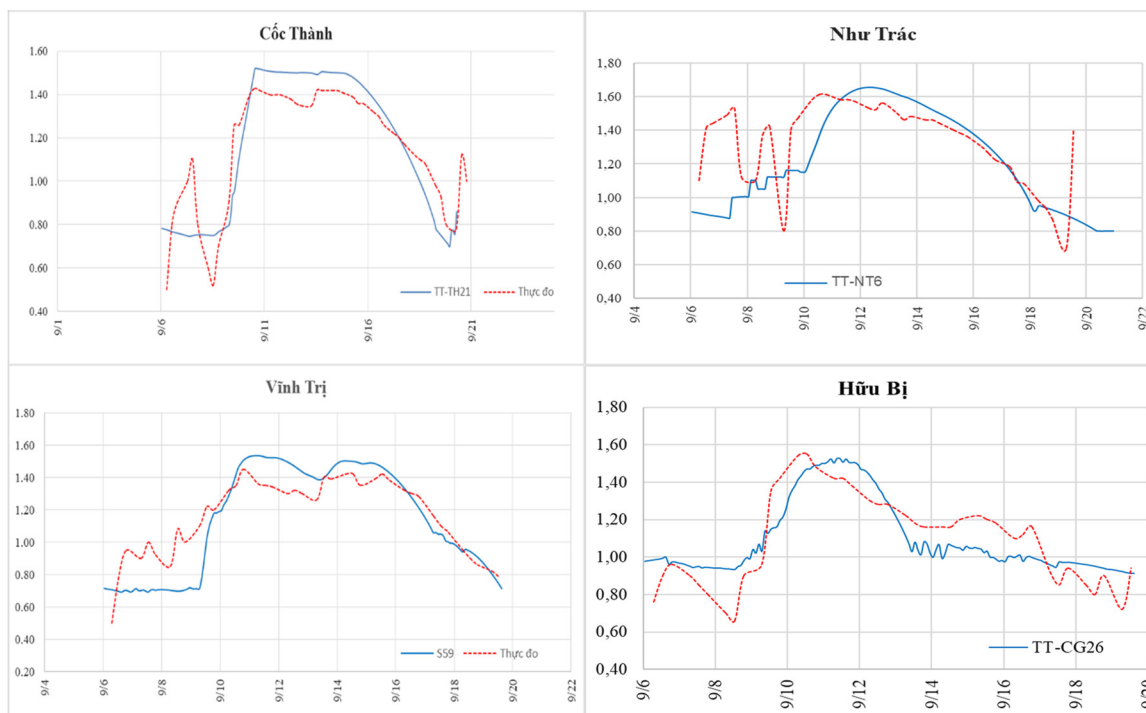 Cốc Thành
1.60
1.40
1.20
1.00
0.80
0.60
0.40
TT-TH21 Thực đo
9/1 9/6 9/11 9/16 9/21
Như Trác
1.80
1.60
1.40
1.20
1.00
0.80
0.60
0,40
TT-NT6
9/4 9/6 9/8 9/10 9/12 9/14 9/16 9/18 9/20 9/22
Vĩnh Trị
1.80
1.60
1.40
1.20
1.00
0.80
0.60
0.40
0.20
S59 Thực đo
9/4 9/6 9/8 9/10 9/12 9/14 9/16 9/18 9/20 9/22
Hữu Bị
1,80
1,60
1,40
1,20
1,00
0,80
0,60
0,40
TT-CG26
9/6 9/8 9/10 9/12 9/14 9/16 9/18 9/20